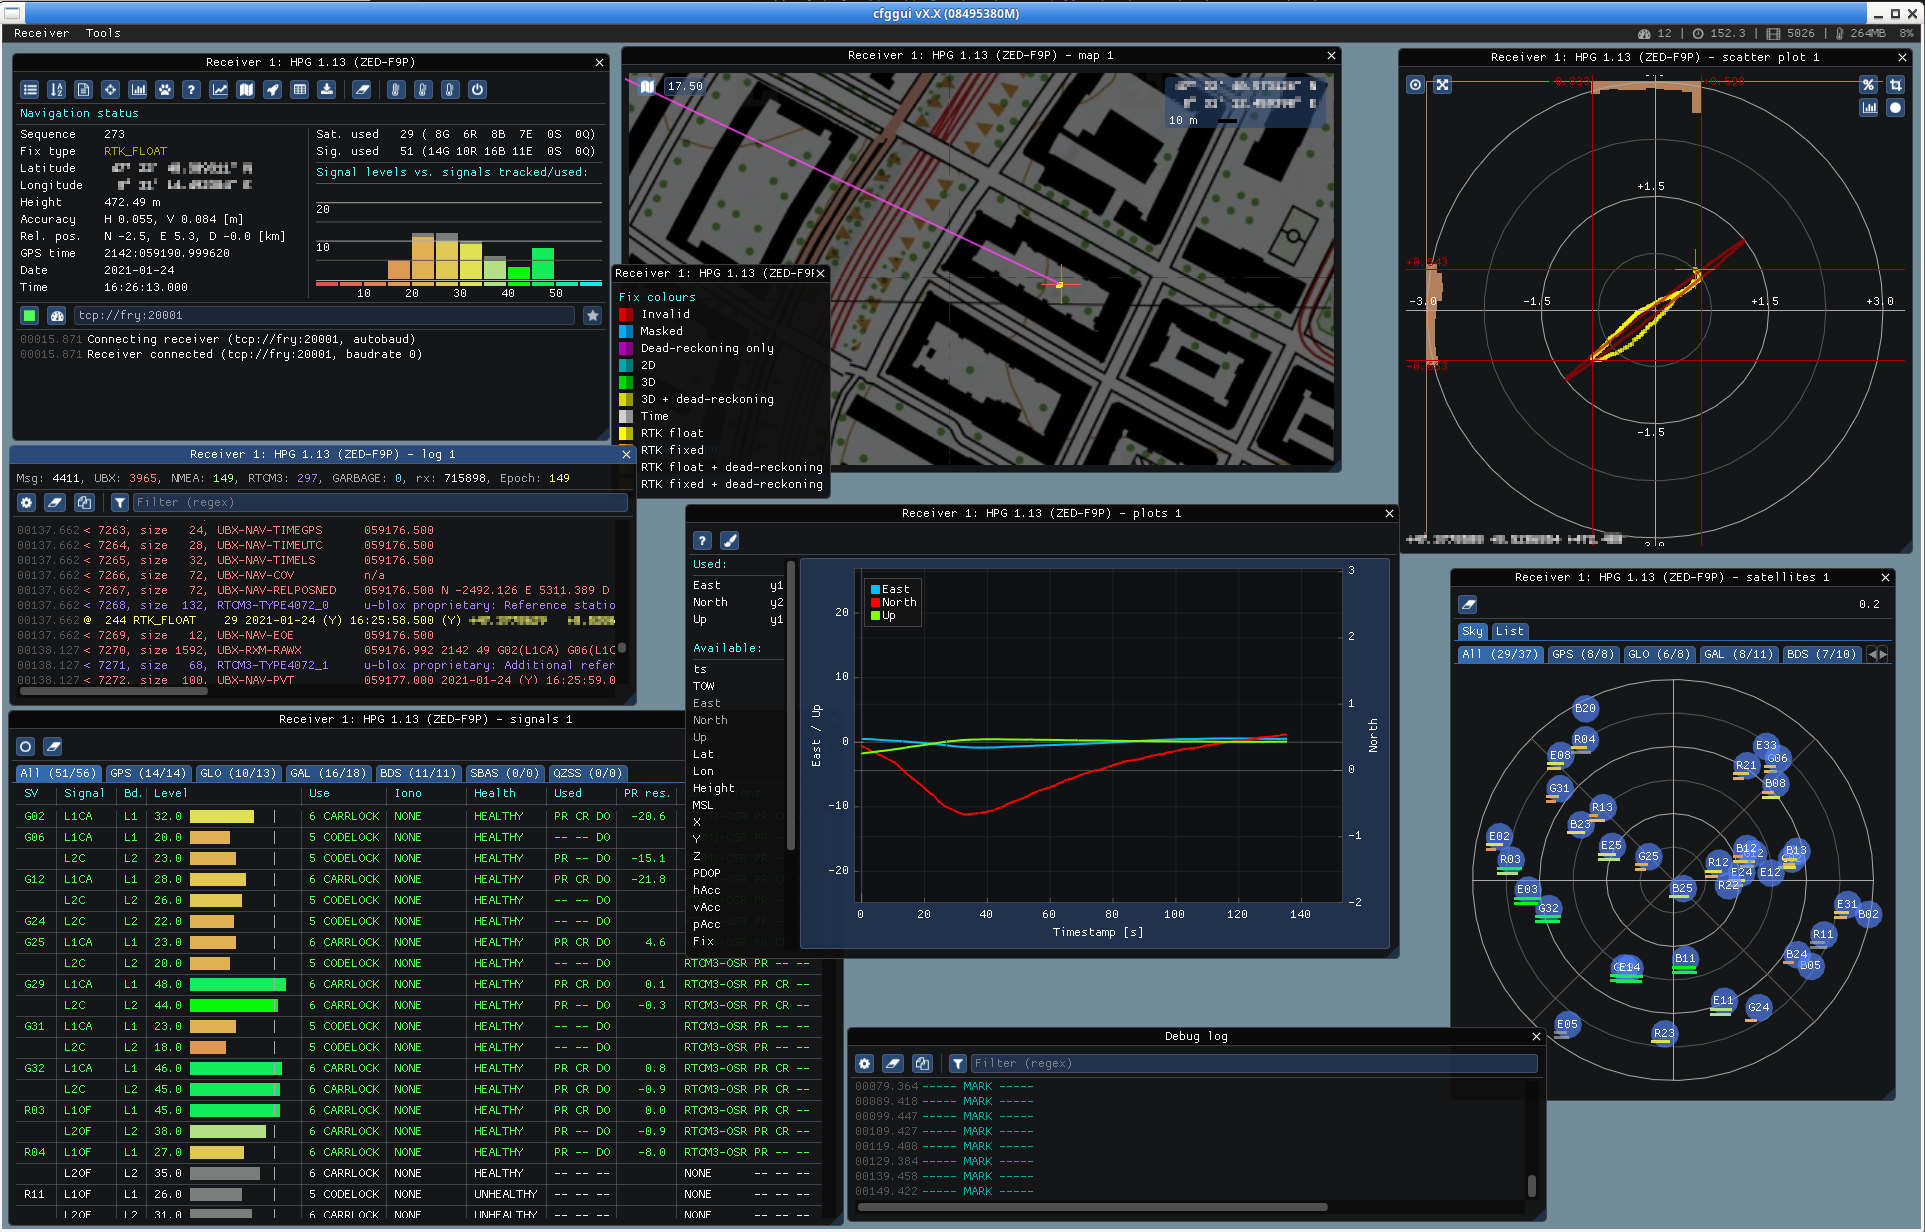 cfggui vX.X (08495380M)
Receiver Tools
12 | 152.3 | 5026 | 264MB 8%
Receiver 1: HPG 1.13 (ZED-F9P)
Navigation status
Sequence 273
Fix type RTK_FLOAT
Latitude
Longitude
Height 472.49 m
Accuracy H 0.055, V 0.084 [m]
Rel. pos. N -2.5, E 5.3, D -0.0 [km]
GPS time 2142:059190.999620
Date 2021-01-24
Time 16:26:13.000
Sat. used 29 ( 8G 6R 8B 7E 0S 0Q)
Sig. used 51 (14G 10R 16B 11E 0S 0Q)
Signal levels vs. signals tracked/used:
20
10
10 20 30 40 50
tcp://fry:20001
00015.871 Connecting receiver (tcp://fry:20001, autobaud)
00015.871 Receiver connected (tcp://fry:20001, baudrate 0)
Receiver 1: HPG 1.13 (ZED-F9P) - map 1
17.50
10 m
Receiver 1: HPG 1.13 (ZED-F9
Fix colours
Invalid
Masked
Dead-reckoning only
2D
3D
3D + dead-reckoning
Time
RTK float
RTK fixed
RTK float + dead-reckoning
RTK fixed + dead-reckoning
Receiver 1: HPG 1.13 (ZED-F9P) - scatter plot 1
+1.5
-3.0 -1.5 +1.5 +3.0
-1.5
Receiver 1: HPG 1.13 (ZED-F9P) - log 1
Msg: 4411, UBX: 3965, NMEA: 149, RTCM3: 297, GARBAGE: 0, rx: 715898, Epoch: 149
Filter (regex)
00137.662 < 7263, size 24, UBX-NAV-TIMEGPS 059176.500
00137.662 < 7264, size 28, UBX-NAV-TIMEUTC 059176.500
00137.662 < 7265, size 32, UBX-NAV-TIMELS 059176.500
00137.662 < 7266, size 72, UBX-NAV-COV n/a
00137.662 < 7267, size 72, UBX-NAV-RELPOSNED 059176.500 N -2492.126 E 5311.389 D
00137.662 < 7268, size 132, RTCM3-TYPE4072_0 u-blox proprietary: Reference statio
00137.662 @ 244 RTK_FLOAT 29 2021-01-24 (Y) 16:25:58.500 (Y)
00137.662 < 7269, size 12, UBX-NAV-EOE 059176.500
00138.127 < 7270, size 1592, UBX-RXM-RAWX 059176.992 2142 49 G02(L1CA) G06(L1C
00138.127 < 7271, size 68, RTCM3-TYPE4072_1 u-blox proprietary: Additional refer
00138.127 < 7272, size 100, UBX-NAV-PVT 059177.000 2021-01-24 (Y) 16:25:59.0
Receiver 1: HPG 1.13 (ZED-F9P) - signals 1
All (51/56) GPS (14/14) GLO (10/13) GAL (16/18) BDS (11/11) SBAS (0/0) QZSS (0/0)
SV Signal Bd. Level Use Iono Health Used PR res.
G02 L1CA L1 32.0 6 CARRLOCK NONE HEALTHY PR CR DO -20.6
G06 L1CA L1 20.0 5 CODELOCK NONE HEALTHY -- -- DO
L2C L2 23.0 5 CODELOCK NONE HEALTHY PR -- DO -15.1
G12 L1CA L1 28.0 6 CARRLOCK NONE HEALTHY PR CR DO -21.8
L2C L2 26.0 6 CARRLOCK NONE HEALTHY -- -- DO
G24 L2C L2 22.0 5 CODELOCK NONE HEALTHY -- -- DO
G25 L1CA L1 23.0 6 CARRLOCK NONE HEALTHY PR CR DO 4.6
L2C L2 20.0 5 CODELOCK NONE HEALTHY -- -- DO RTCM3-OSR PR -- --
G29 L1CA L1 48.0 6 CARRLOCK NONE HEALTHY PR CR DO 0.1 RTCM3-OSR PR CR --
L2C L2 44.0 6 CARRLOCK NONE HEALTHY PR CR DO -0.3 RTCM3-OSR PR CR --
G31 L1CA L1 23.0 5 CODELOCK NONE HEALTHY -- -- DO RTCM3-OSR PR CR --
L2C L2 18.0 5 CODELOCK NONE HEALTHY -- -- DO RTCM3-OSR PR -- --
G32 L1CA L1 46.0 6 CARRLOCK NONE HEALTHY PR CR DO 0.8 RTCM3-OSR PR CR --
L2C L2 45.0 6 CARRLOCK NONE HEALTHY PR CR DO -0.9 RTCM3-OSR PR CR --
R03 L1OF L1 45.0 6 CARRLOCK NONE HEALTHY PR CR DO 0.0 RTCM3-OSR PR CR --
L2OF L2 38.0 6 CARRLOCK NONE HEALTHY PR -- DO -0.9 RTCM3-OSR PR CR --
R04 L1OF L1 27.0 6 CARRLOCK NONE HEALTHY PR -- DO -8.0 RTCM3-OSR PR -- --
L2OF L2 35.0 6 CARRLOCK NONE HEALTHY -- -- -- NONE -- -- --
R11 L1OF L1 26.0 5 CODELOCK NONE UNHEALTHY -- -- -- NONE -- -- --
L2OF L2 31.0 6 CARRLOCK NONE UNHEALTHY -- -- -- NONE -- -- --
Receiver 1: HPG 1.13 (ZED-F9P) - plots 1
Used:
East y1
North y2
Up y1
Available:
ts
TOW
East
North
Up
Lat
Lon
Height
MSL
X
Y
Z
PDOP
hAcc
vAcc
pAcc
Fix
East
North
Up
East / Up
20
10
0
-10
-20
3
2
1
0
-1
-2
North
0 20 40 60 80 100 120 140
Timestamp [s]
Receiver 1: HPG 1.13 (ZED-F9P) - satellites 1
0.2
Sky List
All (29/37) GPS (8/8) GLO (6/8) GAL (8/11) BDS (7/10)
B20
R04
E08
E33
G06
R21
B08
G31
R13
B23
E02
R03
E25
G25
R12
B12
E24
R22
E12
B13
B25
E03
G32
E31
B02
R11
B24
B05
E14
B11
E11
G24
E05
R23
Debug log
Filter (regex)
00079.364 ----- MARK -----
00089.418 ----- MARK -----
00099.447 ----- MARK -----
00109.427 ----- MARK -----
00119.408 ----- MARK -----
00129.384 ----- MARK -----
00139.458 ----- MARK -----
00149.422 ----- MARK -----